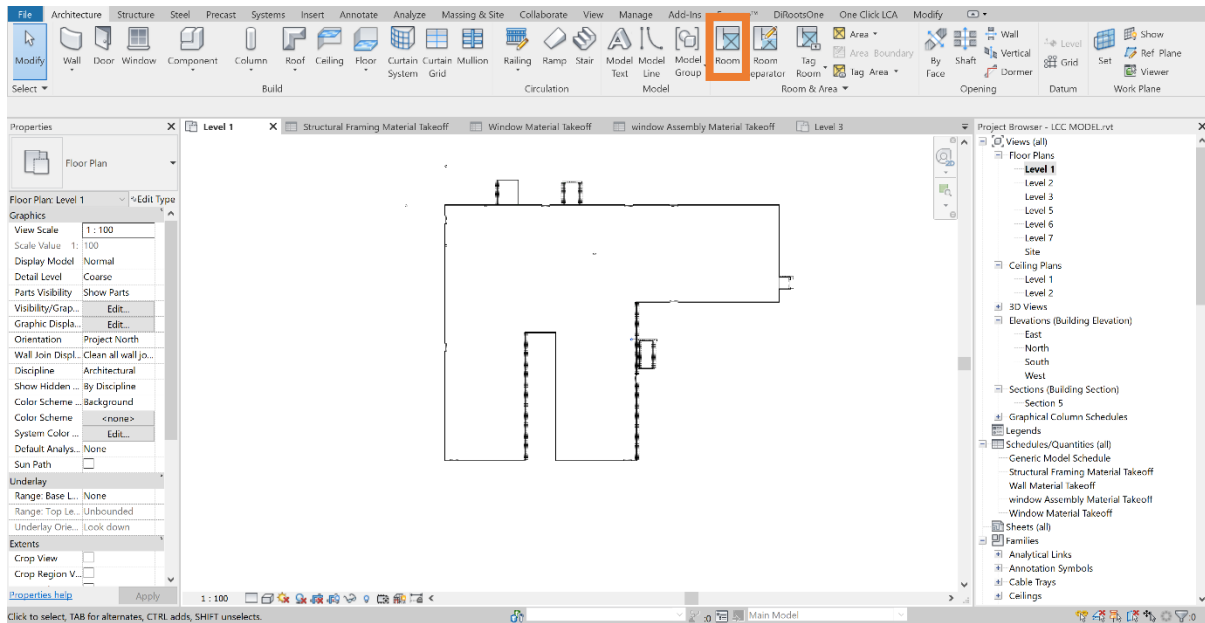 File Architecture Structure Steel Precast Systems Insert Annotate Analyze Massing & Site Collaborate View Manage Add-Ins DiRootsOne One Click LCA Modify
Modify Wall Door Window Component Column Roof Ceiling Floor Curtain System Curtain Grid Mullion Railing Ramp Stair Model Text Model Line Model Group Room Room Separator Tag Room Area Area Boundary Tag Area By Face Shaft Wall Vertical Dormer Level Grid Set Show Ref Plane Viewer
Select Build Circulation Model Room & Area Opening Datum Work Plane
Properties X Level 1 X Structural Framing Material Takeoff Window Material Takeoff window Assembly Material Takeoff Level 3 Project Browser - LCC MODEL.rvt X
Floor Plan
Floor Plan: Level 1 Edit Type
Graphics
View Scale 1 : 100
Scale Value 1: 100
Display Model Normal
Detail Level Coarse
Parts Visibility Show Parts
Visibility/Grap... Edit...
Graphic Displa... Edit...
Orientation Project North
Wall Join Displ... Clean all wall jo...
Discipline Architectural
Show Hidden ... By Discipline
Color Scheme ... Background
Color Scheme <none>
System Color ... Edit...
Default Analys... None
Sun Path
Underlay
Range: Base L... None
Range: Top Le... Unbounded
Underlay Orie... Look down
Extents
Crop View
Crop Region V...
Properties help Apply
Views (all)
Floor Plans
Level 1
Level 2
Level 3
Level 5
Level 6
Level 7
Site
Ceiling Plans
Level 1
Level 2
3D Views
Elevations (Building Elevation)
East
North
South
West
Sections (Building Section)
Section 5
Graphical Column Schedules
Legends
Schedules/Quantities (all)
Generic Model Schedule
Structural Framing Material Takeoff
Wall Material Takeoff
window Assembly Material Takeoff
Window Material Takeoff
Sheets (all)
Families
Analytical Links
Annotation Symbols
Cable Trays
Ceilings
1 : 100
Click to select, TAB for alternates, CTRL adds, SHIFT unselects. :0 Main Model :0